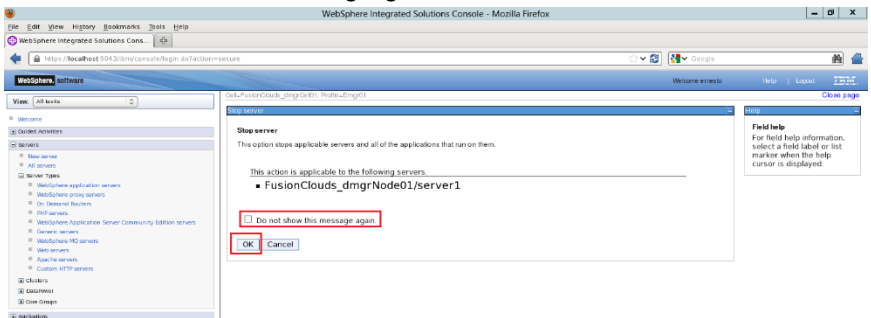 WebSphere Integrated Solutions Console - Mozilla Firefox
File Edit View History Bookmarks Tools Help
WebSphere Integrated Solutions Cons...
https://localhost:9043/ibm/console/login.do?action=secure
Google
WebSphere. software
Welcome ernesto
Help | Logout
IBM.
View: All tasks
Cell=FusionClouds_dmgrCell01, Profile=Dmgr01
Close page
Welcome
Guided Activities
Servers
New server
All servers
Server Types
WebSphere application servers
WebSphere proxy servers
On Demand Routers
PHP servers
WebSphere Application Server Community Edition servers
Generic servers
WebSphere MQ servers
Web servers
Apache servers
Custom HTTP servers
Clusters
DataPower
Core Groups
Applications
Stop server
Stop server
This option stops applicable servers and all of the applications that run on them.
This action is applicable to the following servers.
FusionClouds_dmgrNode01/server1
Do not show this message again.
OK Cancel
Help
Field help
For field help information,
select a field label or list
marker when the help
cursor is displayed.